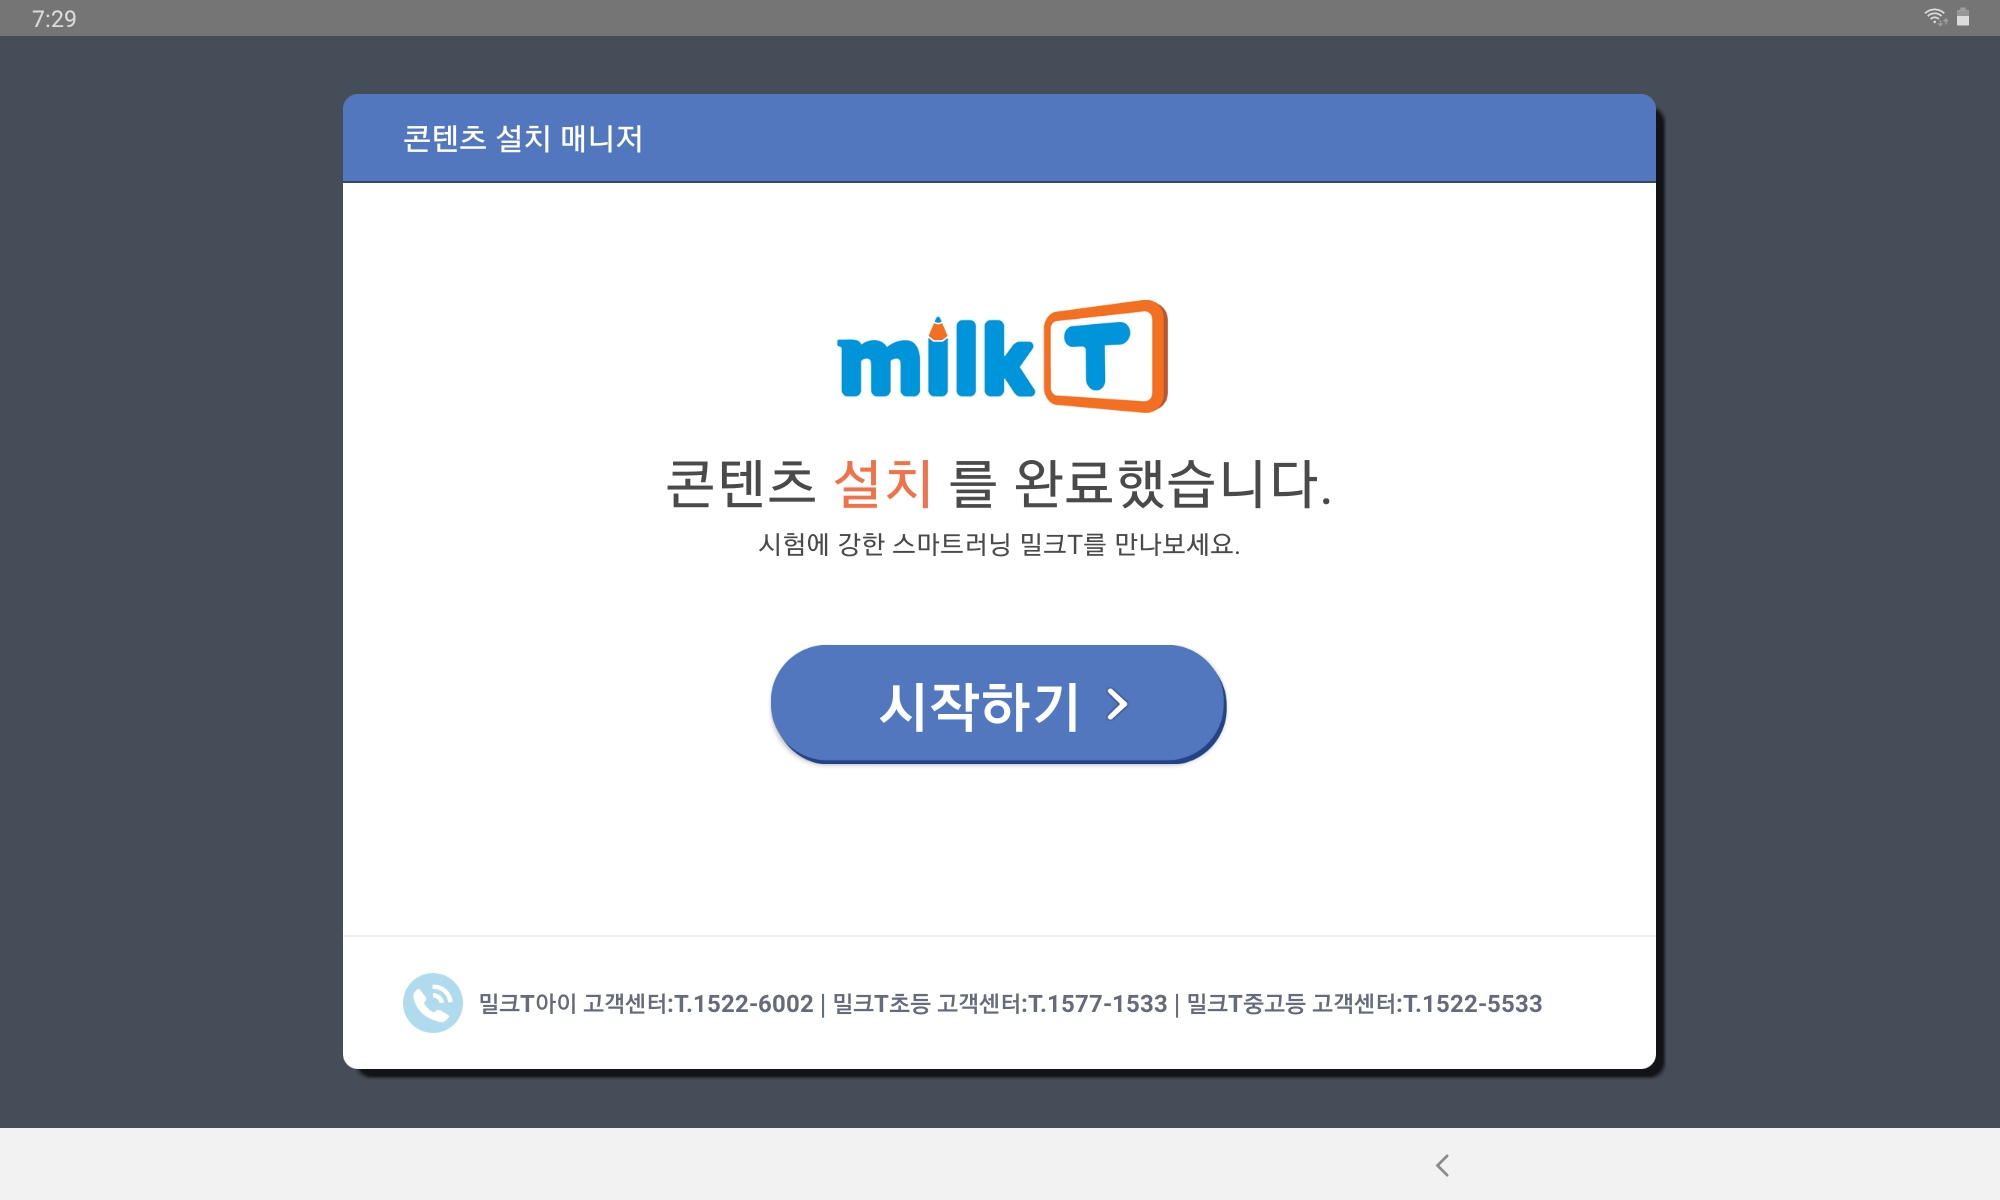 7:29
콘텐츠 설치 매니저
milkT
콘텐츠 설치 를 완료했습니다.
시험에 강한 스마트러닝 밀크T를 만나보세요.
시작하기
밀크T아이 고객센터:T.1522-6002 | 밀크T초등 고객센터:T.1577-1533 | 밀크T중고등 고객센터:T.1522-5533